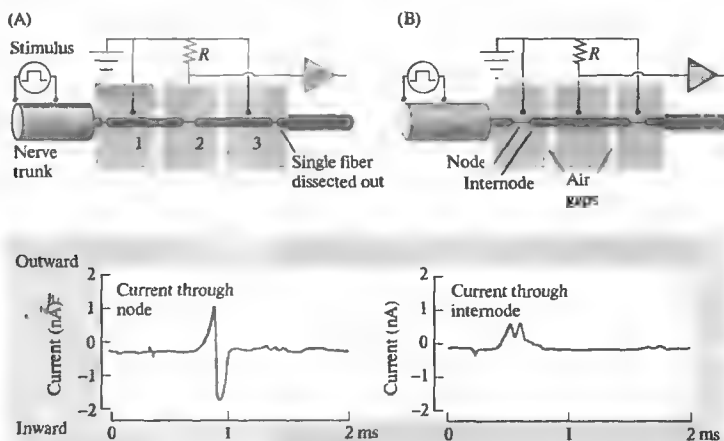 (A)
Stimulus
R
1 2 3
Nerve
trunk
Single fiber
dissected out
(B)
R
Node
Internode
Air
gaps
Outward
Current (nA)
2
1
0
−1
−2
Current through
node
0 1 2 ms
Inward
Current (nA)
2
1
0
−1
−2
Current through
internode
0 1 2 ms